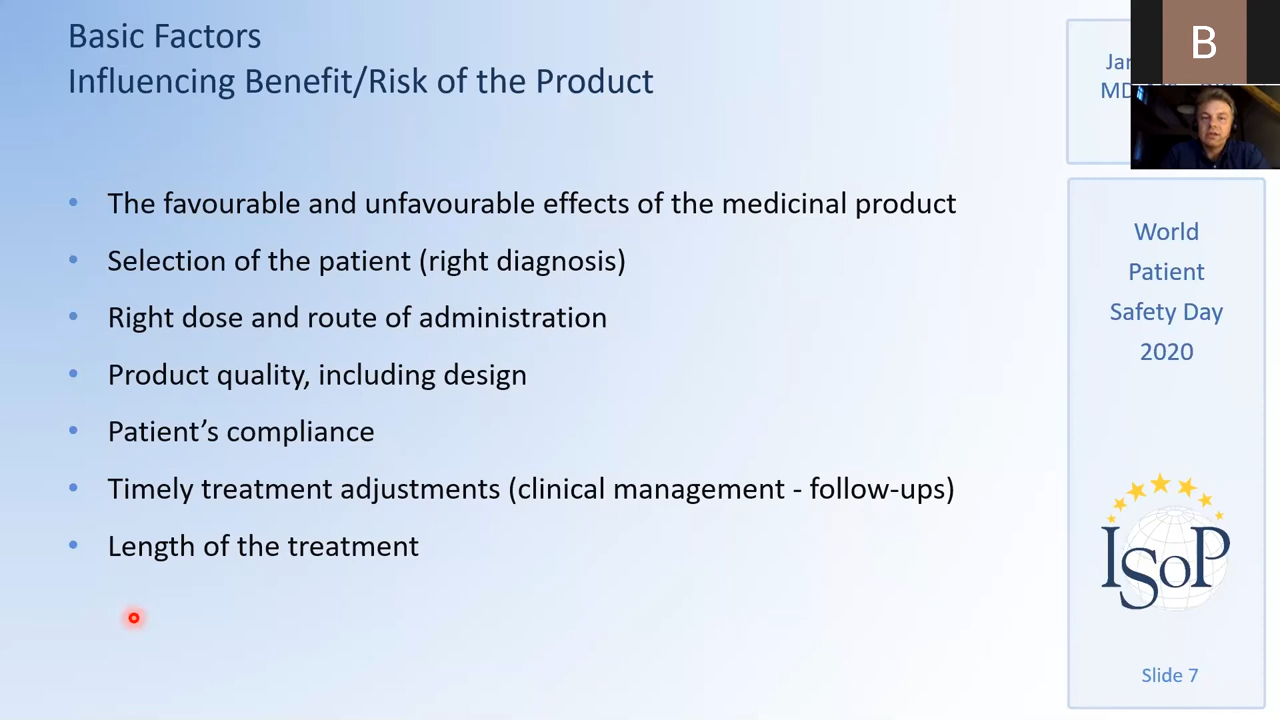 Basic Factors
Influencing Benefit/Risk of the Product
• The favourable and unfavourable effects of the medicinal product
• Selection of the patient (right diagnosis)
• Right dose and route of administration
• Product quality, including design
• Patient’s compliance
• Timely treatment adjustments (clinical management - follow-ups)
• Length of the treatment
B
World
Patient
Safety Day
2020
ISoP
Slide 7